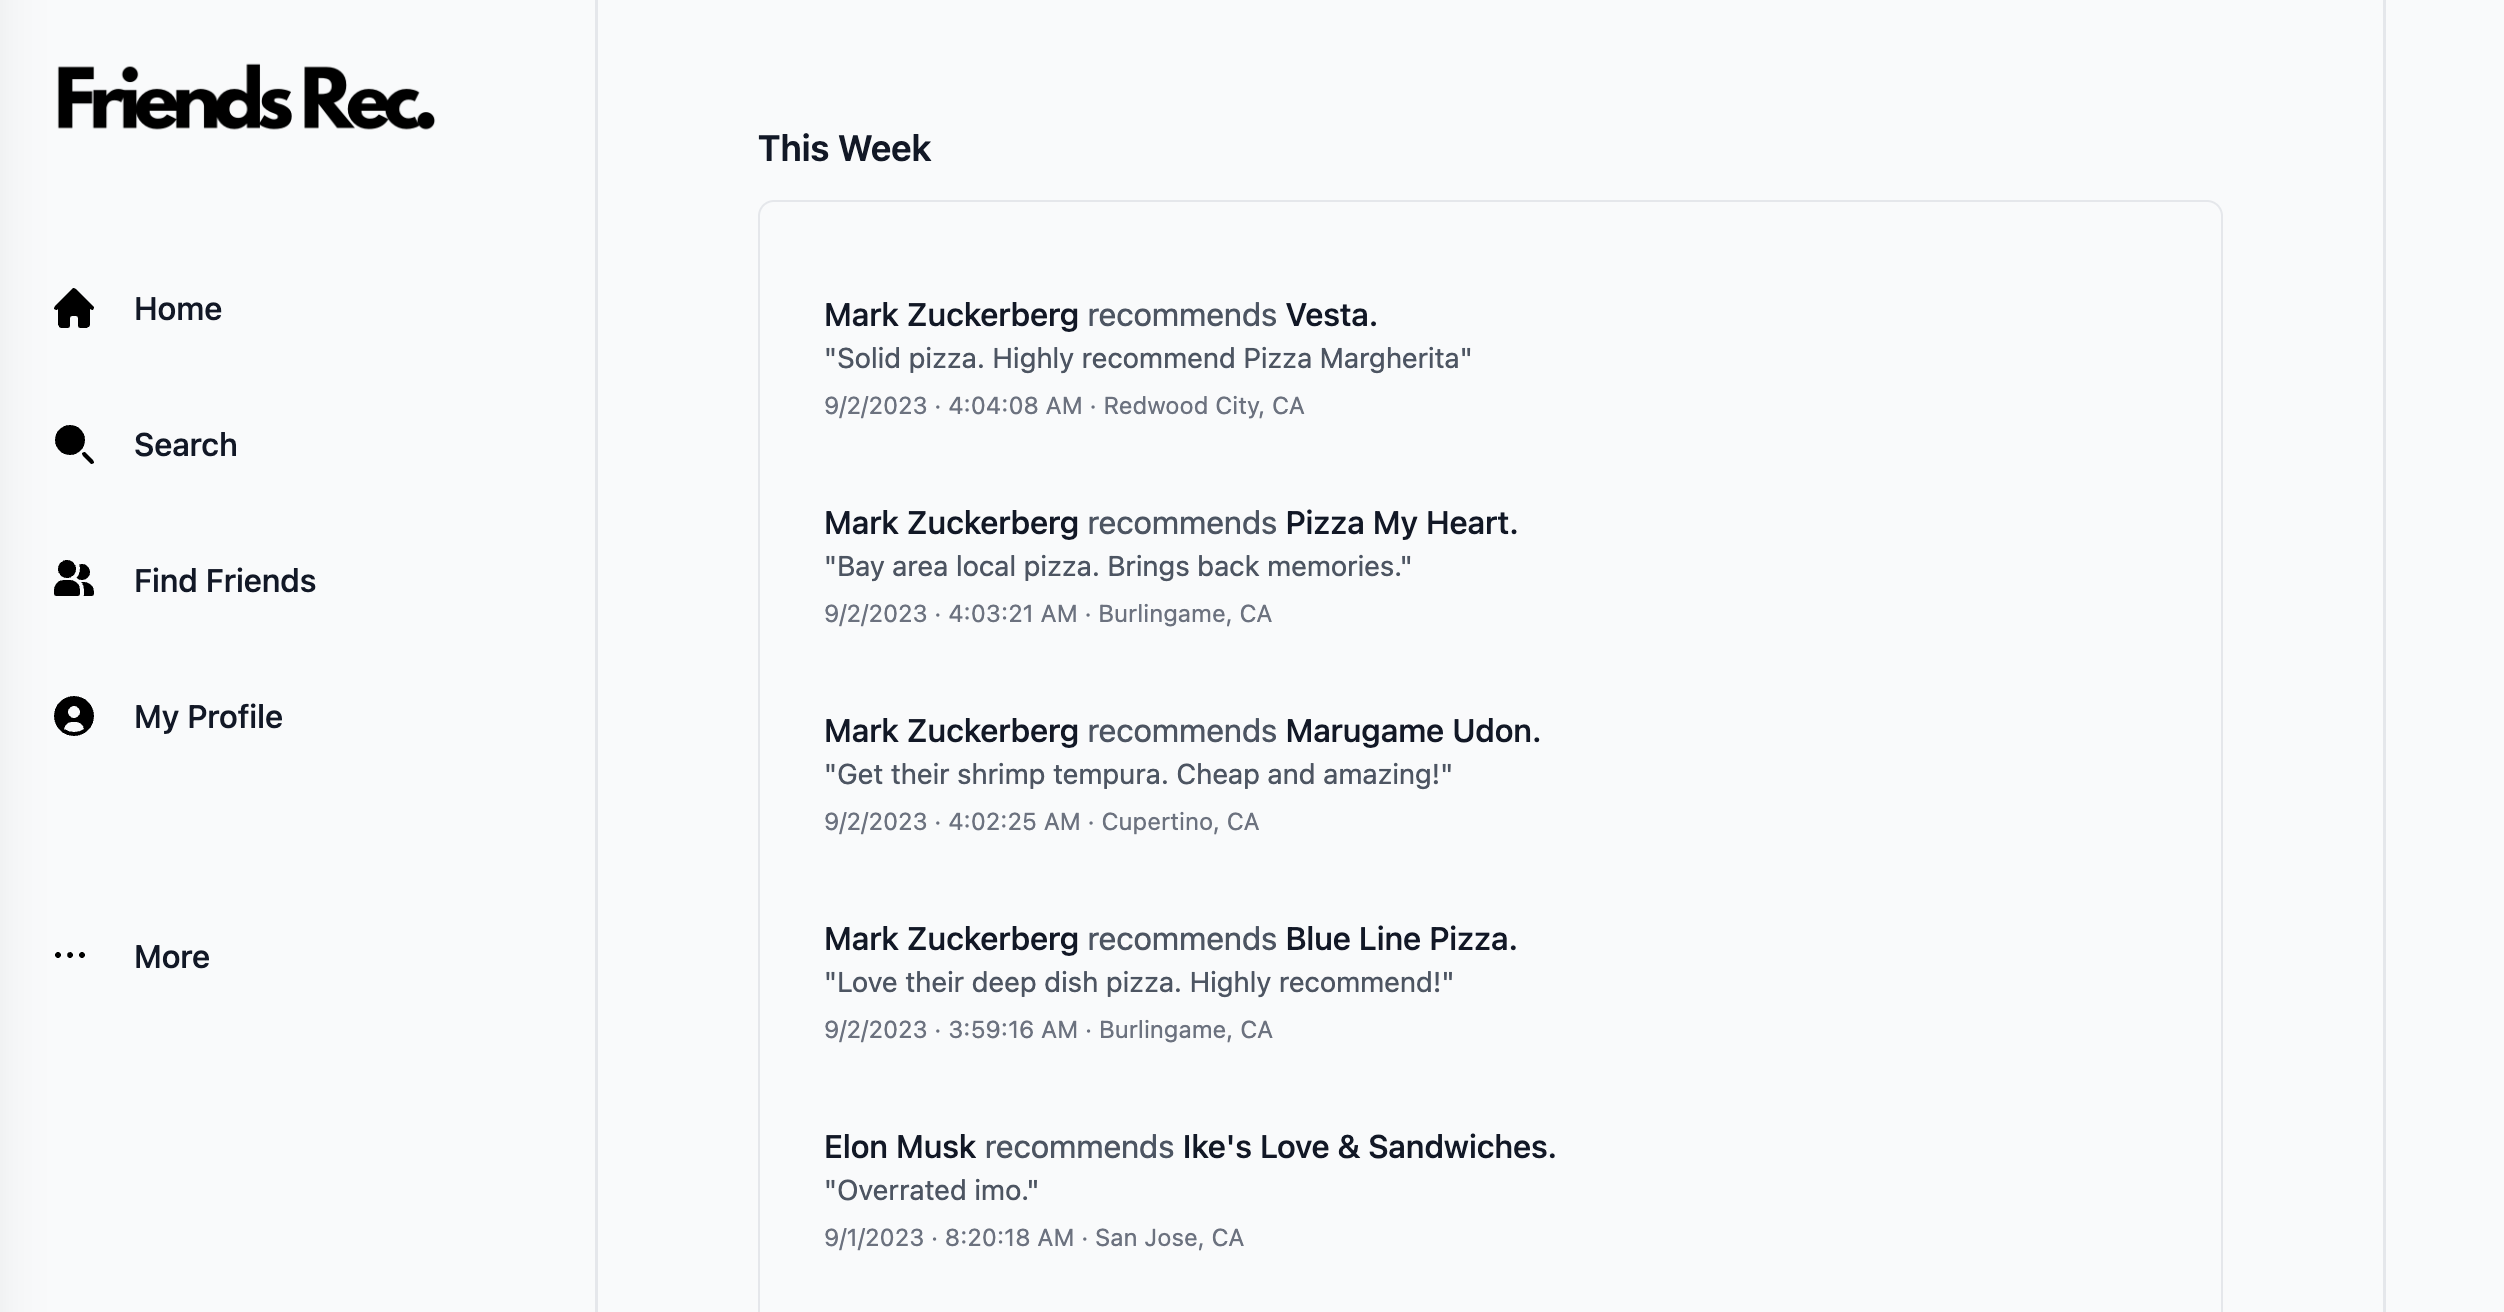 Friends Rec.
Home
Search
Find Friends
My Profile
More
This Week
Mark Zuckerberg recommends Vesta.
"Solid pizza. Highly recommend Pizza Margherita"
9/2/2023 · 4:04:08 AM · Redwood City, CA
Mark Zuckerberg recommends Pizza My Heart.
"Bay area local pizza. Brings back memories."
9/2/2023 · 4:03:21 AM · Burlingame, CA
Mark Zuckerberg recommends Marugame Udon.
"Get their shrimp tempura. Cheap and amazing!"
9/2/2023 · 4:02:25 AM · Cupertino, CA
Mark Zuckerberg recommends Blue Line Pizza.
"Love their deep dish pizza. Highly recommend!"
9/2/2023 · 3:59:16 AM · Burlingame, CA
Elon Musk recommends Ike's Love & Sandwiches.
"Overrated imo."
9/1/2023 · 8:20:18 AM · San Jose, CA